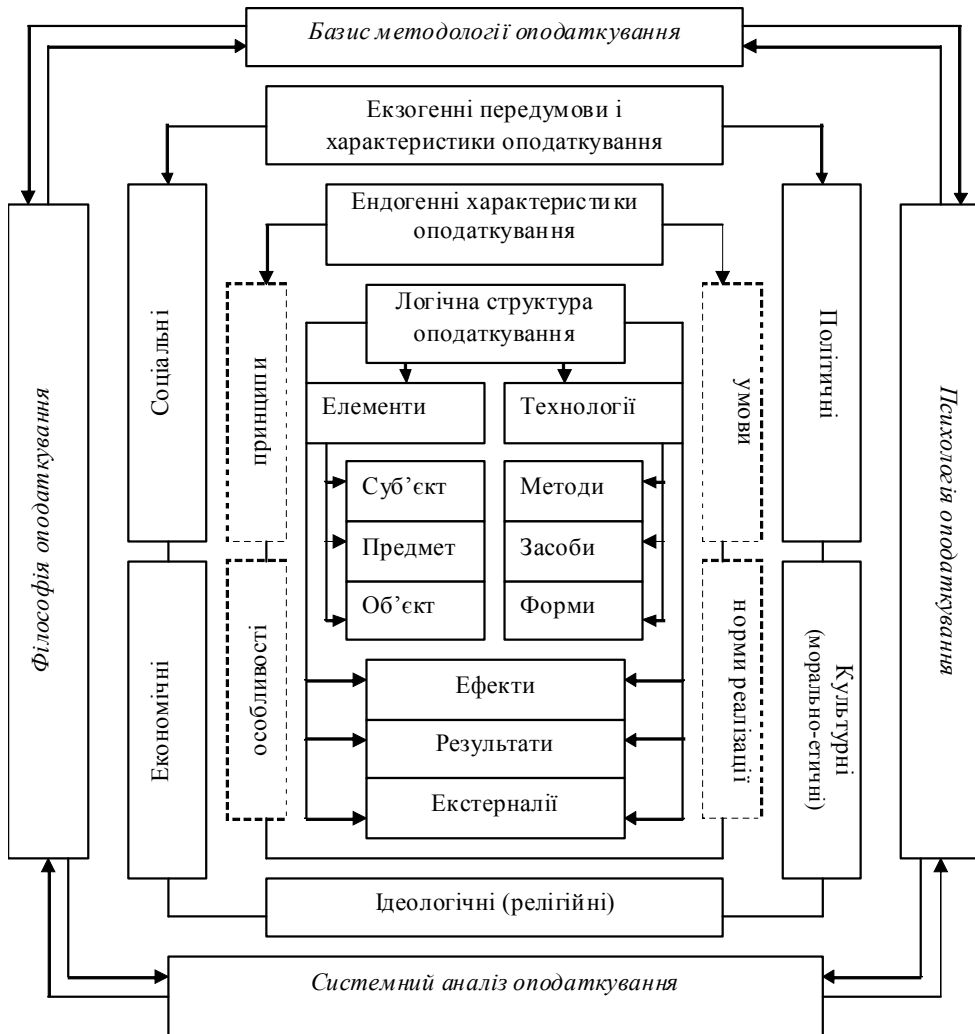 Базис методології оподаткування
Екзогенні передумови і
характеристики оподаткування
Ендогенні характеристики
оподаткування
Логічна структура
оподаткування
Філософія оподаткування
Соціальні
принципи
Елементи
Технології
умови
Політичні
Психологія оподаткування
Суб’єкт
Методи
Предмет
Засоби
Об’єкт
Форми
Економічні
особливості
Ефекти
Результати
Екстерналії
норми реалізації
Культурні
(морально-етичні)
Ідеологічні (релігійні)
Системний аналіз оподаткування